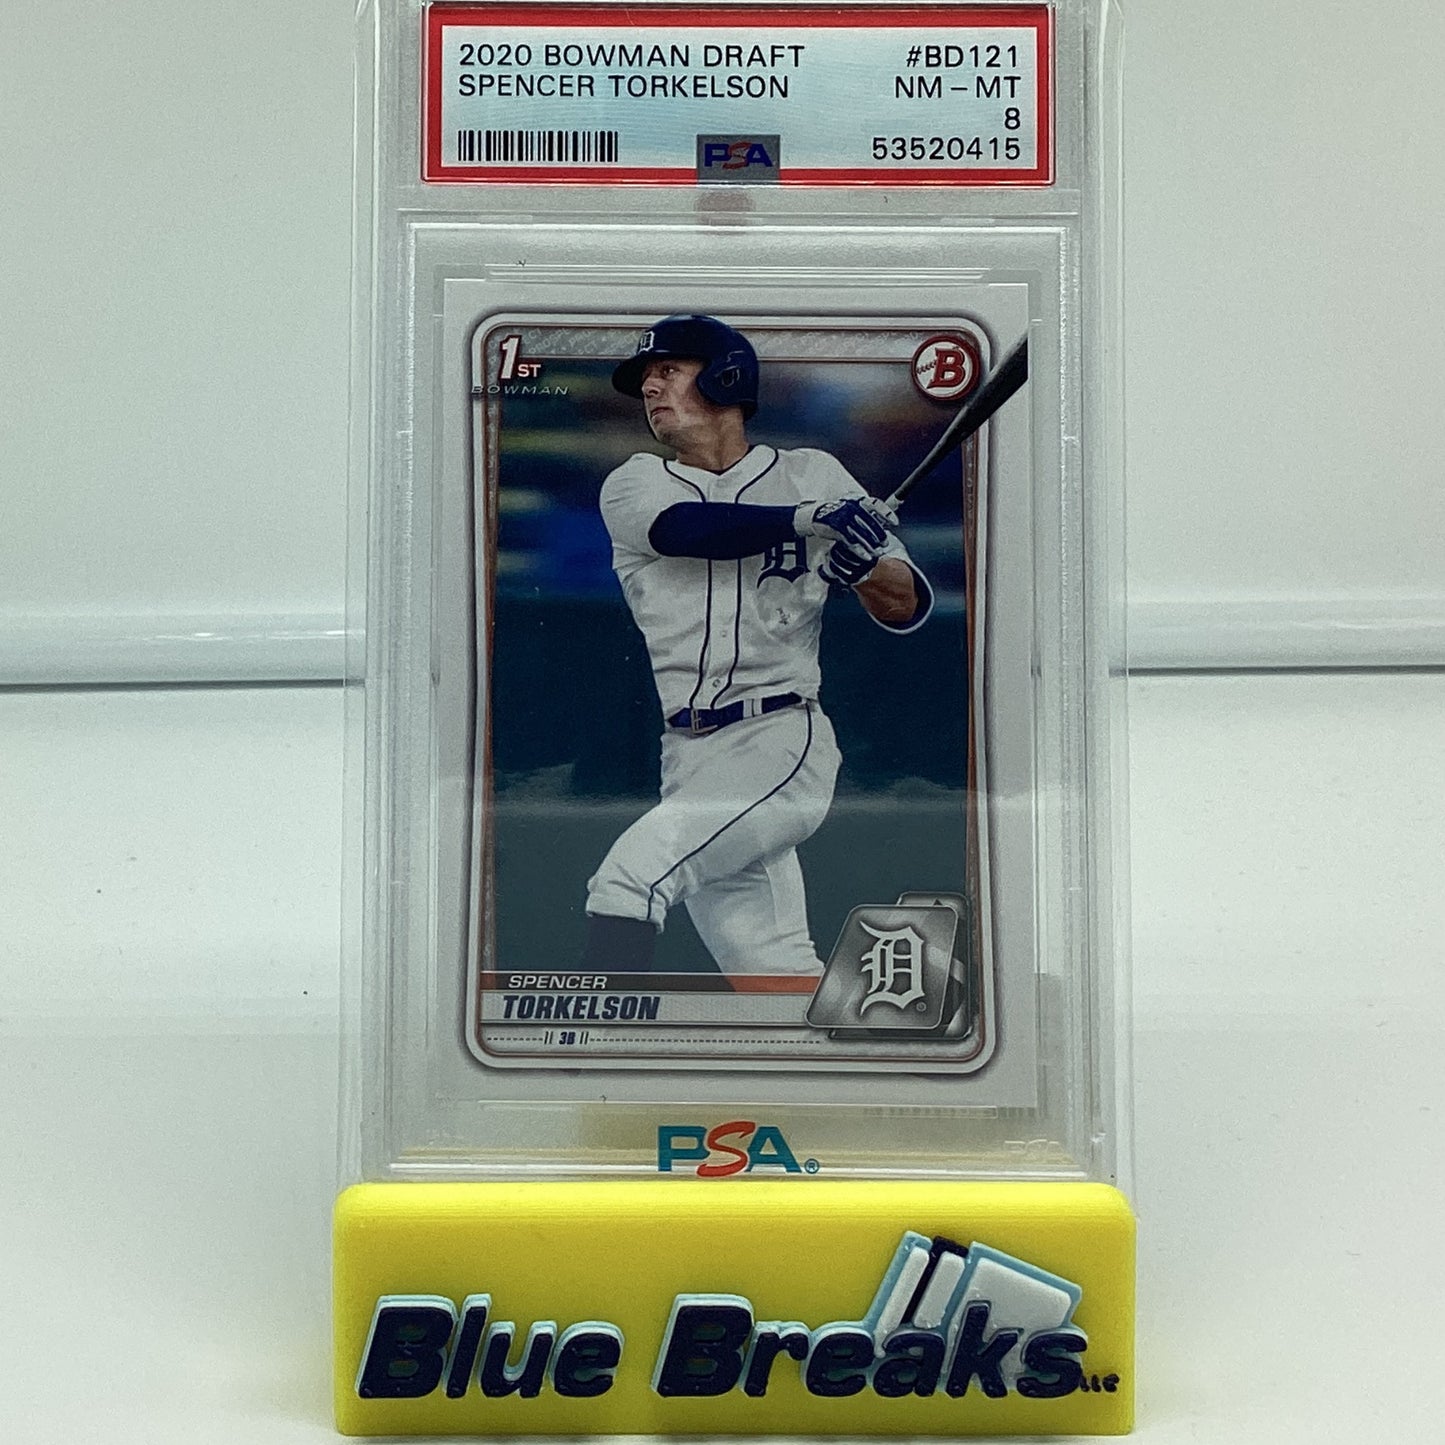 2020 BOWMAN DRAFT #BD121
SPENCER TORKELSON NM - MT
8
53520415
PSA
1ST
BOWMAN
B
D
D
SPENCER
TORKELSON
3B
PSA®
Blue Breaks LLC